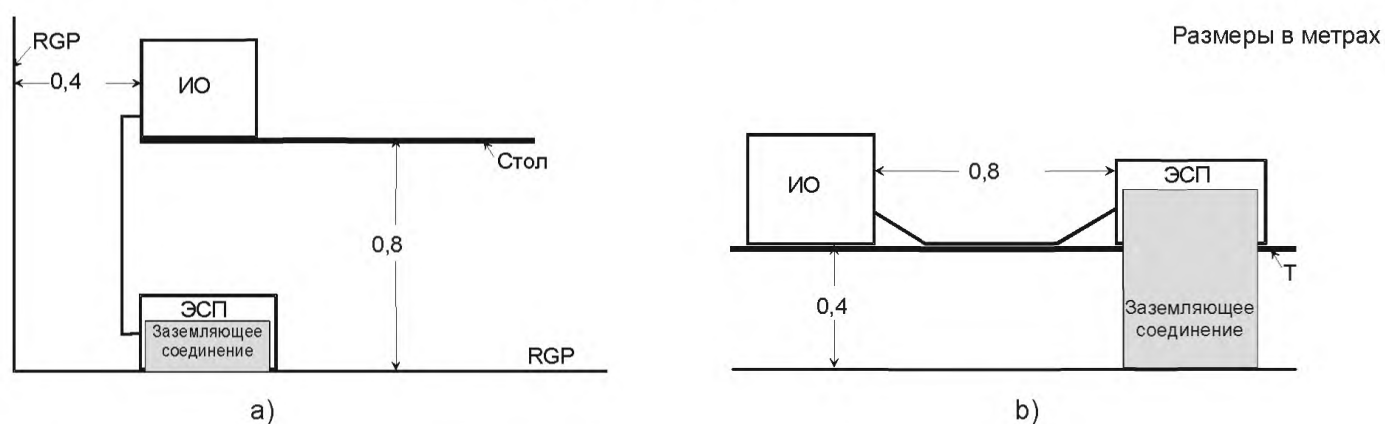 Размеры в метрах
RGP
0,4
ИО
Стол
0,8
ЭСП
Заземляющее
соединение
RGP
а)
ИО
0,8
ЭСП
Т
0,4
Заземляющее
соединение
b)